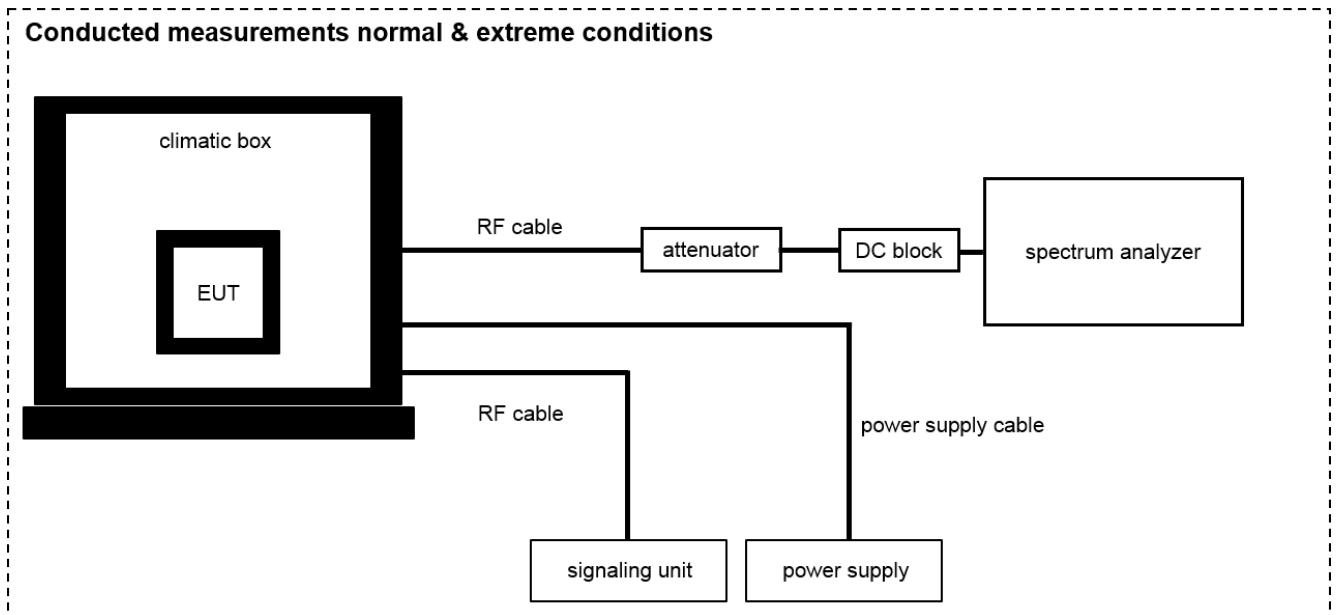 Conducted measurements normal & extreme conditions
climatic box
RF cable
attenuator
DC block
spectrum analyzer
EUT
RF cable
power supply cable
signaling unit
power supply